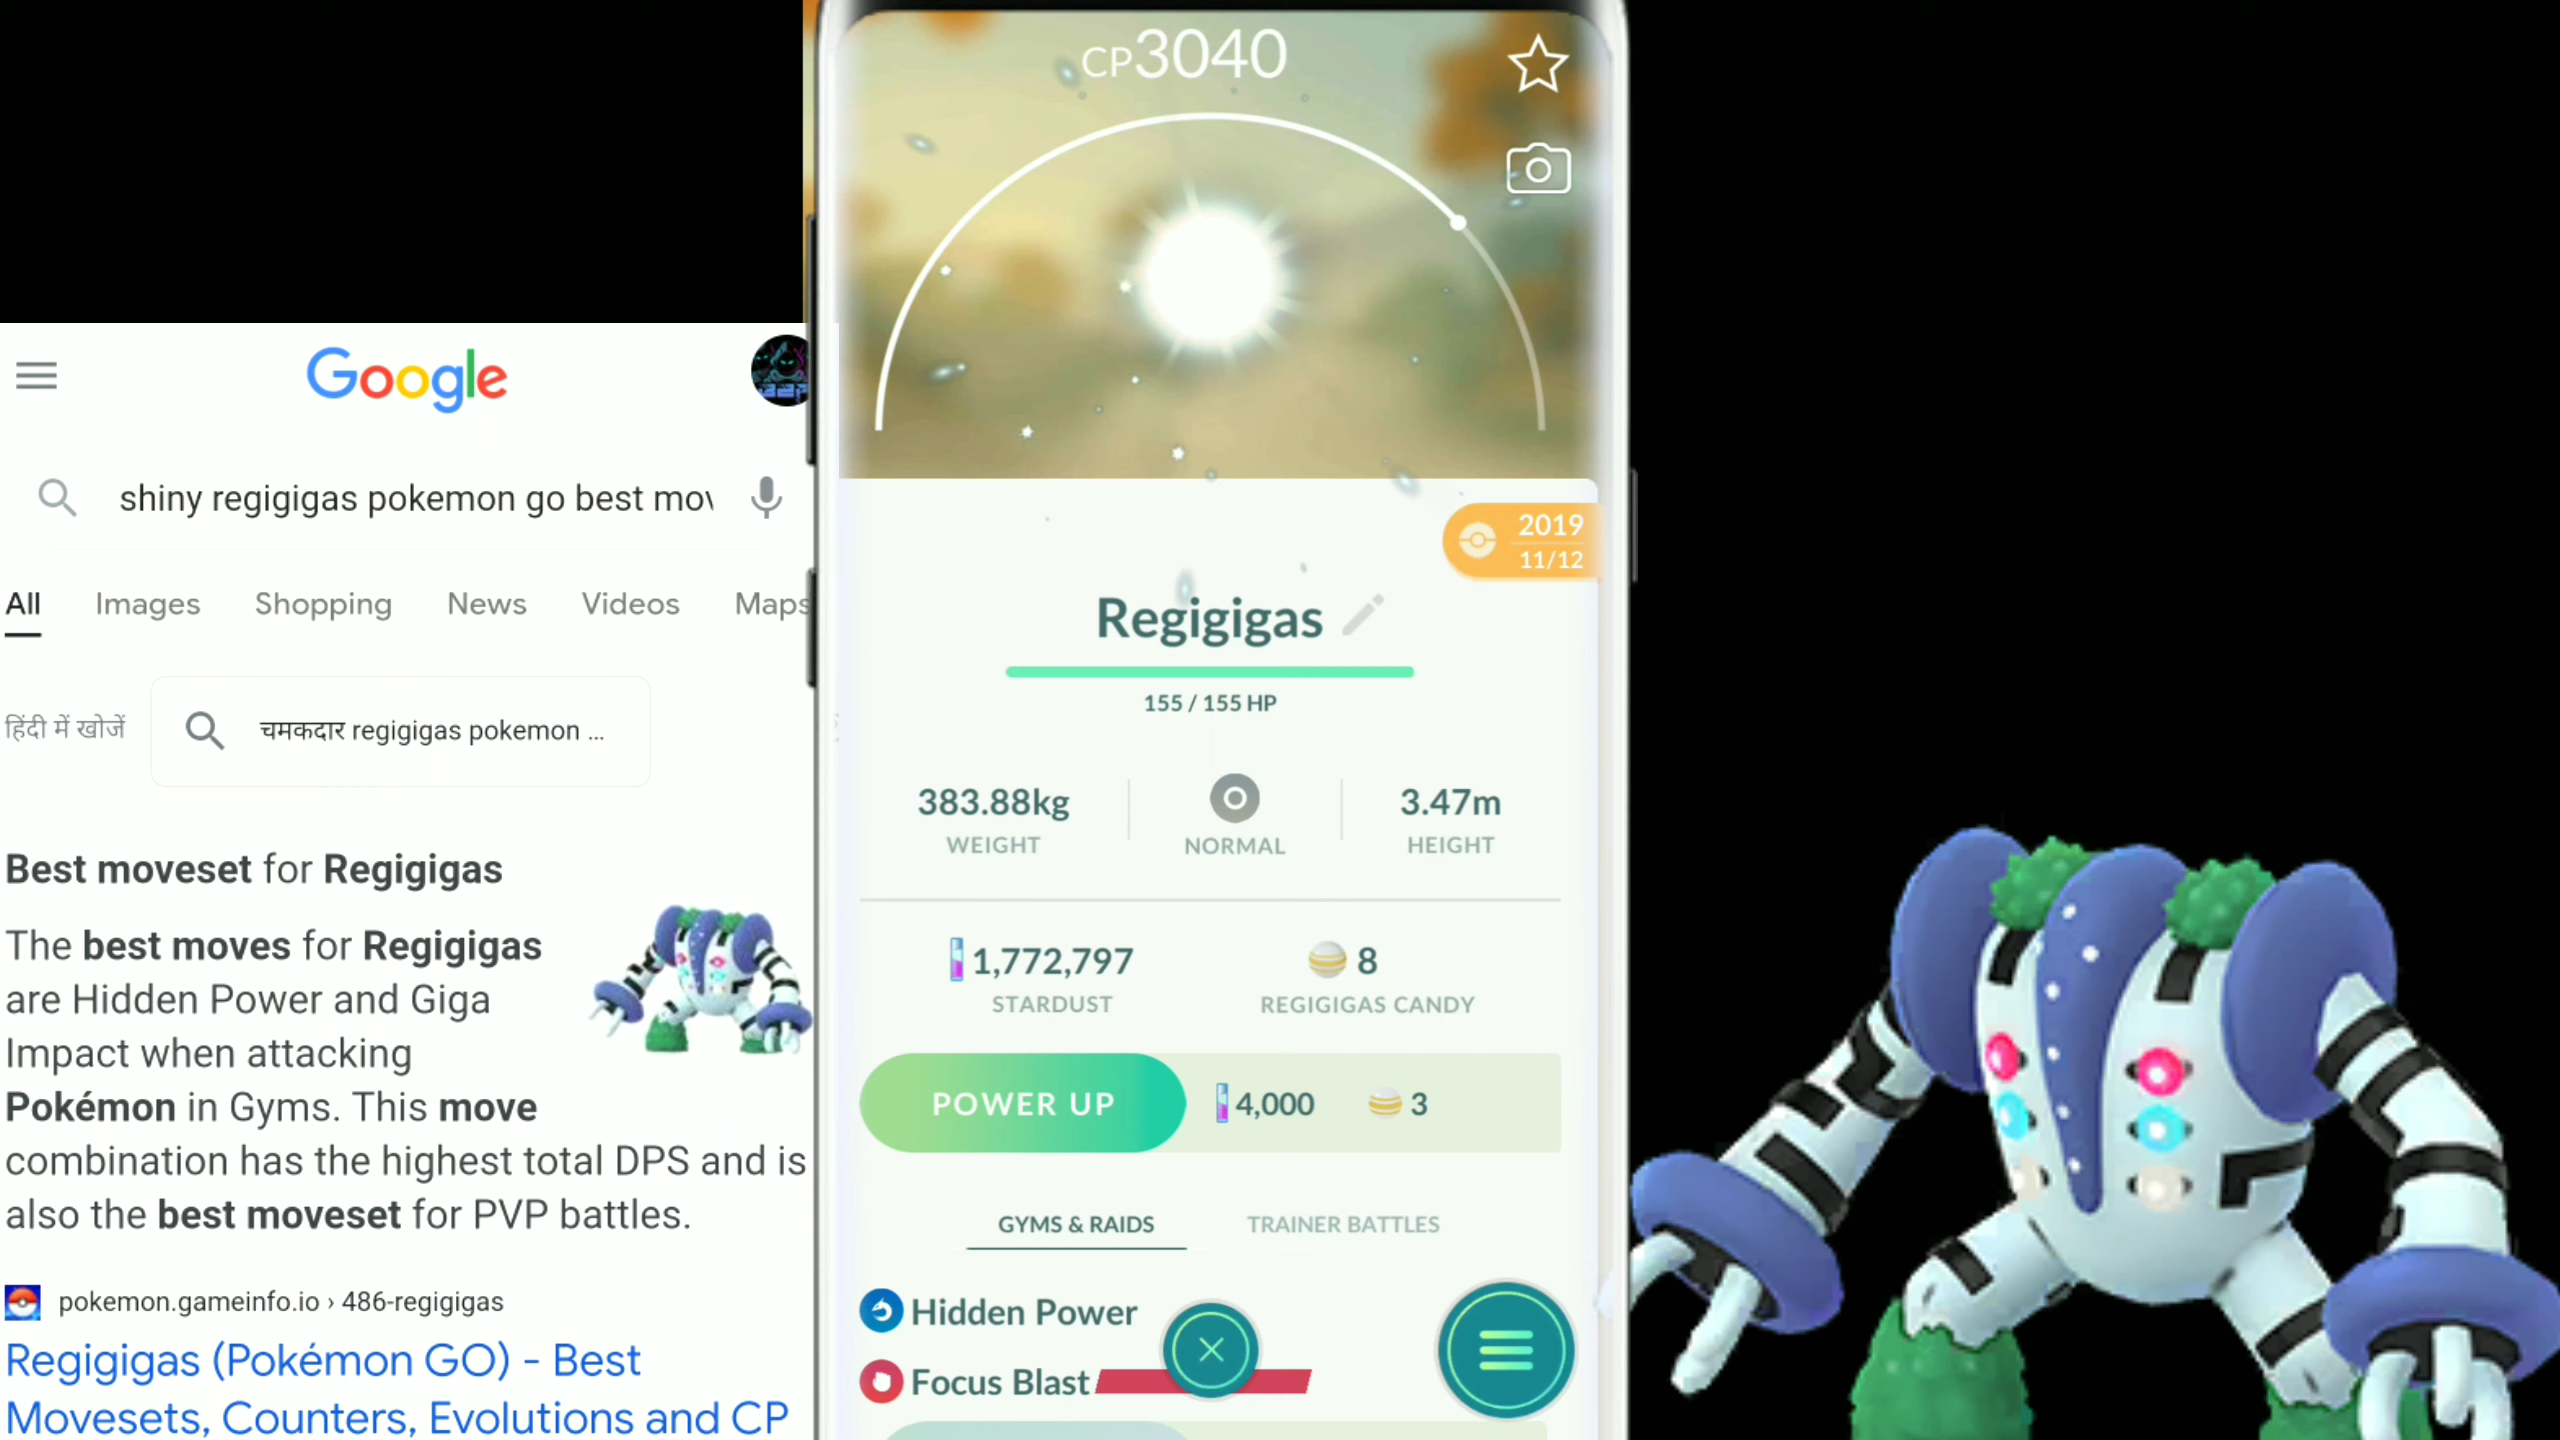 Google
shiny regigigas pokemon go best mov
All Images Shopping News Videos Maps
हिंदी में खोजें
चमकदार regigigas pokemon ...
Best moveset for Regigigas
The best moves for Regigigas
are Hidden Power and Giga
Impact when attacking
Pokémon in Gyms. This move
combination has the highest total DPS and is
also the best moveset for PVP battles.
pokemon.gameinfo.io › 486-regigigas
Regigigas (Pokémon GO) - Best
Movesets, Counters, Evolutions and CP
CP3040
2019
11/12
Regigigas
155 / 155 HP
383.88kg
WEIGHT
NORMAL
3.47m
HEIGHT
1,772,797
STARDUST
8
REGIGIGAS CANDY
POWER UP 4,000 3
GYMS & RAIDS TRAINER BATTLES
Hidden Power
Focus Blast